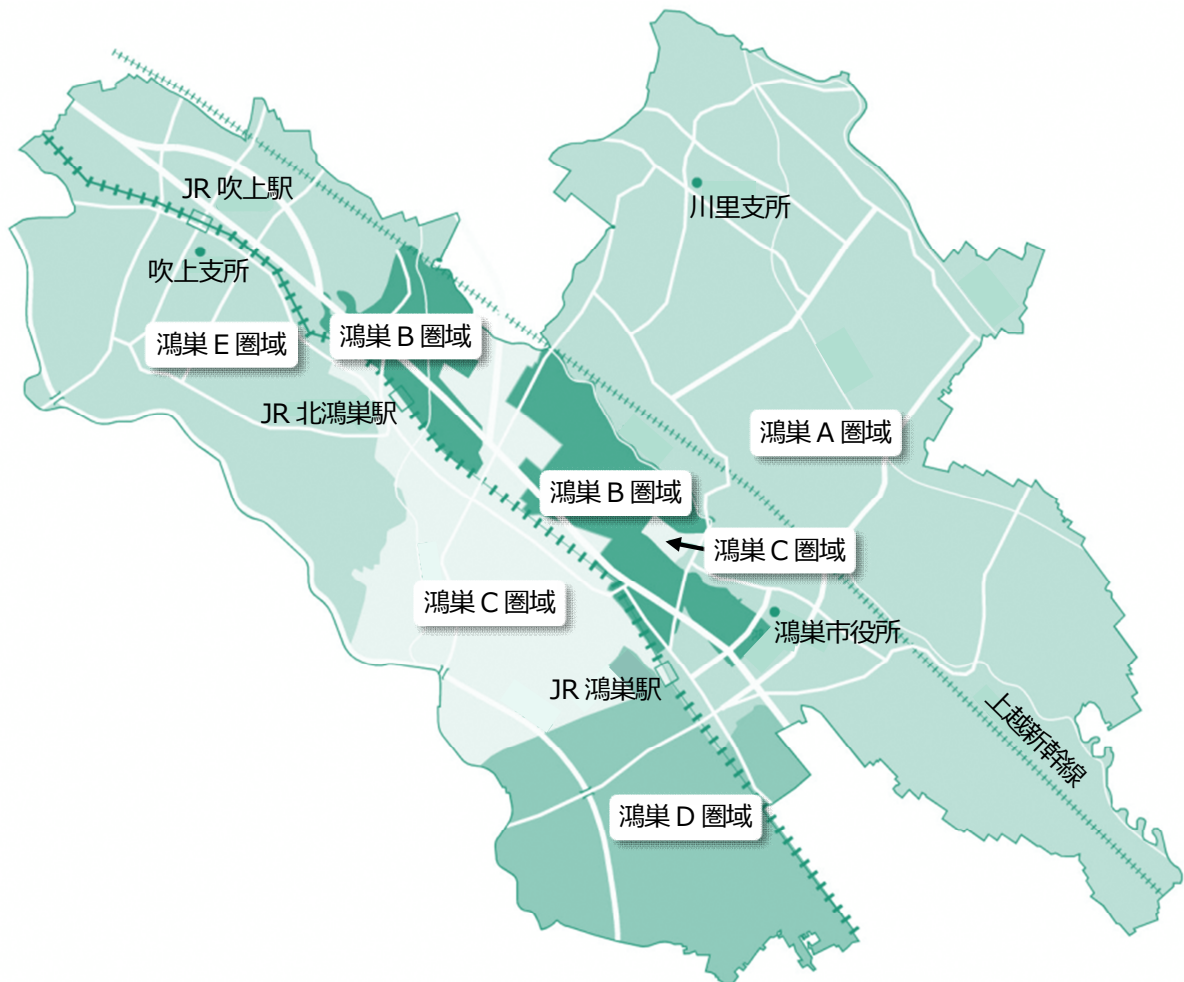 JR 吹上駅
川里支所
吹上支所
鴻巣 E 圏域
鴻巣 B 圏域
JR 北鴻巣駅
鴻巣 A 圏域
鴻巣 B 圏域
鴻巣 C 圏域
鴻巣 C 圏域
鴻巣市役所
JR 鴻巣駅
上越新幹線
鴻巣 D 圏域